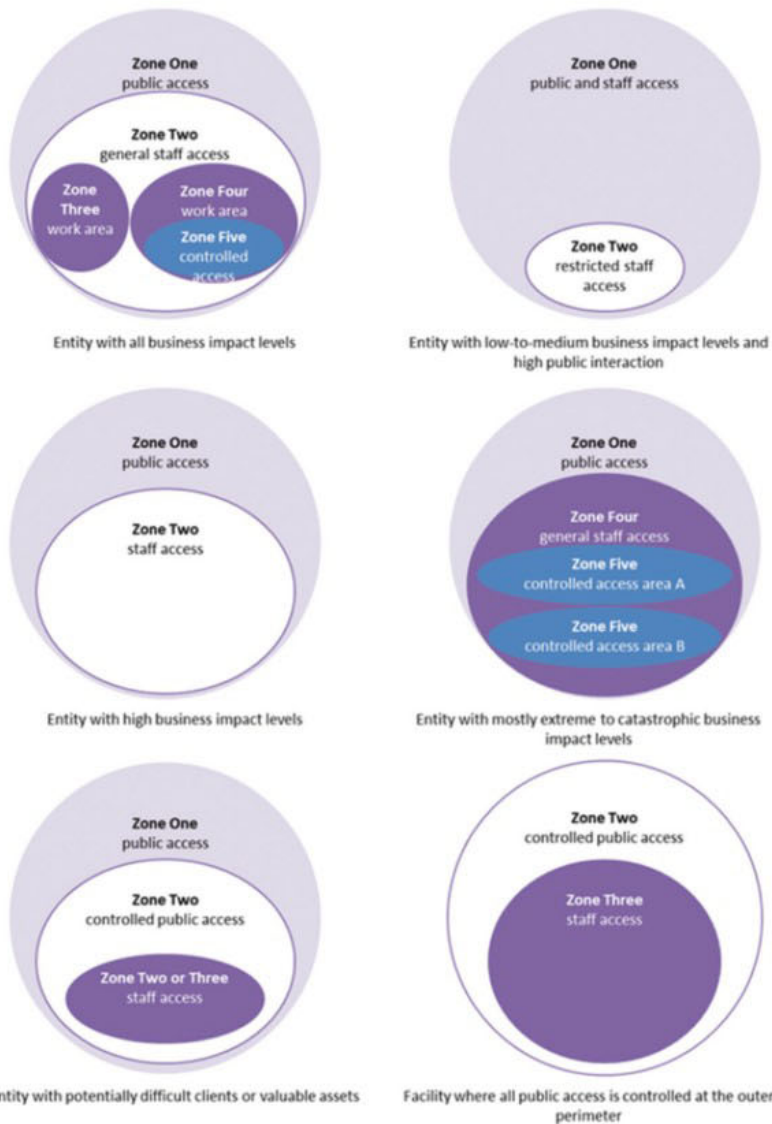 Zone One
public access
Zone Two
general staff access
Zone
Three
work area
Zone Four
work area
Zone Five
controlled
access
Entity with all business impact levels
Zone One
public and staff access
Zone Two
restricted staff
access
Entity with low-to-medium business impact levels and
high public interaction
Zone One
public access
Zone Two
staff access
Entity with high business impact levels
Zone One
public access
Zone Four
general staff access
Zone Five
controlled access area A
Zone Five
controlled access area B
Entity with mostly extreme to catastrophic business
impact levels
Zone One
public access
Zone Two
controlled public access
Zone Two or Three
staff access
ntity with potentially difficult clients or valuable assets
Zone Two
controlled public access
Zone Three
staff access
Facility where all public access is controlled at the outer
perimeter